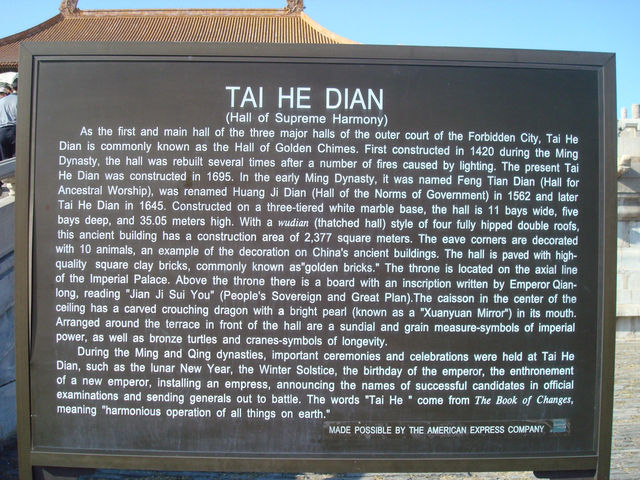 TAI HE DIAN
(Hall of Supreme Harmony)
As the first and main hall of the three major halls of the outer court of the Forbidden City, Tai He
Dian is commonly known as the Hall of Golden Chimes. First constructed in 1420 during the Ming
Dynasty, the hall was rebuilt several times after a number of fires caused by lighting. The present Tai
He Dian was constructed in 1695. In the early Ming Dynasty, it was named Feng Tian Dian (Hall for
Ancestral Worship), was renamed Huang Ji Dian (Hall of the Norms of Government) in 1562 and later
Tai He Dian in 1645. Constructed on a three-tiered white marble base, the hall is 11 bays wide, five
bays deep, and 35.05 meters high. With a wudian (thatched hall) style of four fully hipped double roofs,
this ancient building has a construction area of 2,377 square meters. The eave corners are decorated
with 10 animals, an example of the decoration on China's ancient buildings. The hall is paved with high-
quality square clay bricks, commonly known as"golden bricks." The throne is located on the axial line
of the Imperial Palace. Above the throne there is a board with an inscription written by Emperor Qian-
long, reading "Jian Ji Sui You" (People's Sovereign and Great Plan).The caisson in the center of the
ceiling has a carved crouching dragon with a bright pearl (known as a "Xuanyuan Mirror") in its mouth.
Arranged around the terrace in front of the hall are a sundial and grain measure-symbols of imperial
power, as well as bronze turtles and cranes-symbols of longevity.
During the Ming and Qing dynasties, important ceremonies and celebrations were held at Tai He
Dian, such as the lunar New Year, the Winter Solstice, the birthday of the emperor, the enthronement
of a new emperor, installing an empress, announcing the names of successful candidates in official
examinations and sending generals out to battle. The words "Tai He " come from The Book of Changes,
meaning "harmonious operation of all things on earth."
MADE POSSIBLE BY THE AMERICAN EXPRESS COMPANY